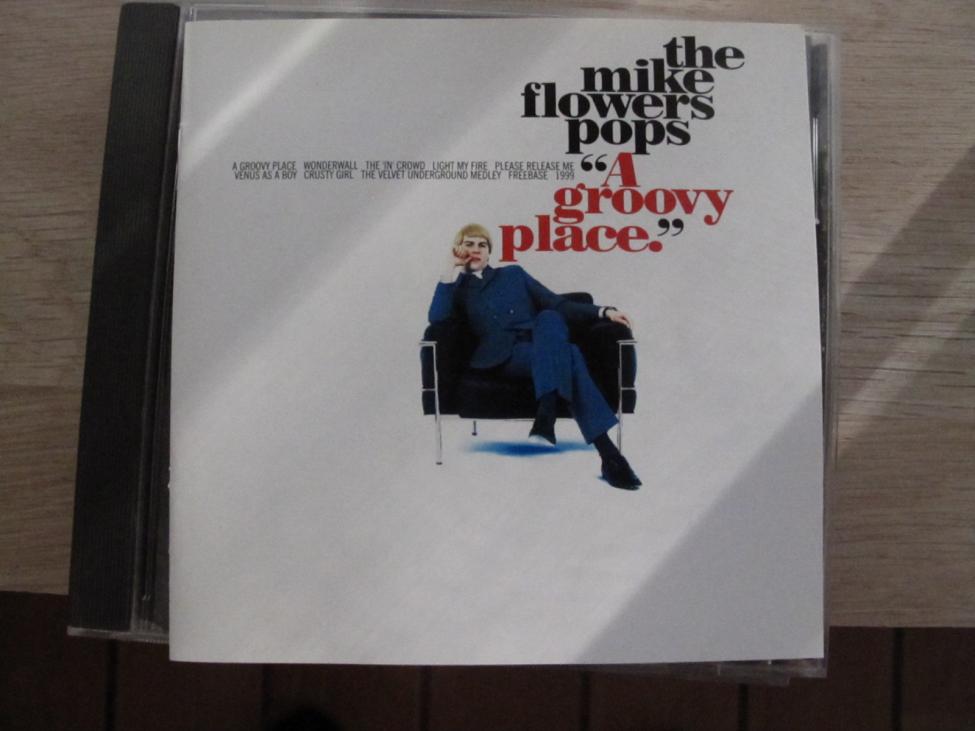 the
mike
flowers
pops
A GROOVY PLACE WONDERWALL THE 'IN' CROWD LIGHT MY FIRE PLEASE RELEASE ME
VENUS AS A BOY CRUSTY GIRL THE VELVET UNDERGROUND MEDLEY FREEBASE 1999
“A
groovy
place.”